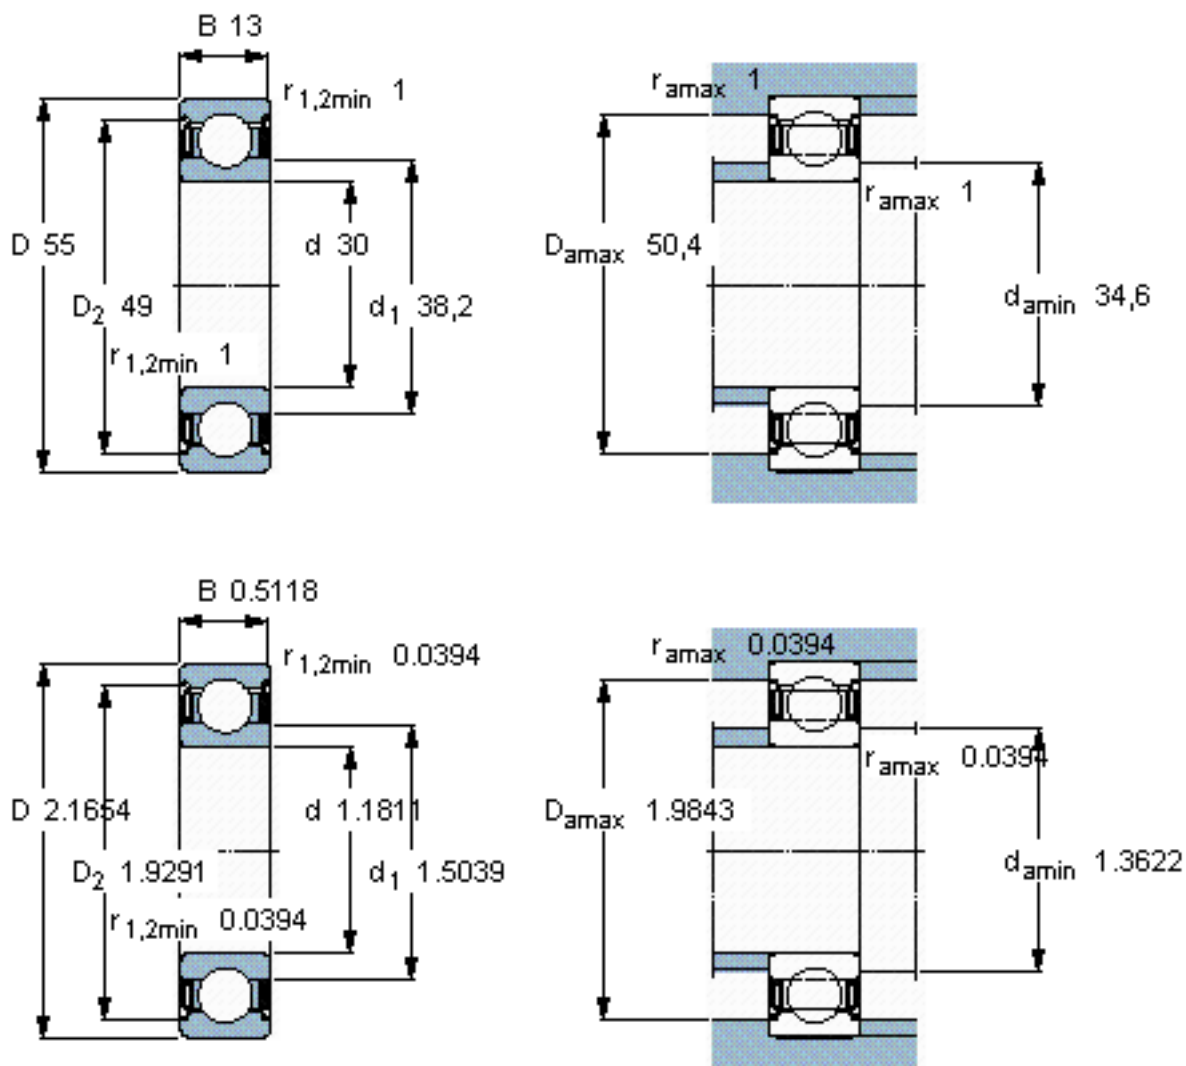 B 13
r1,2min 1
ramax 1
ramax 1
D 55
d 30
Damax 50,4
D2 49
d1 38,2
damin 34,6
r1,2min 1
B 0.5118
r1,2min 0.0394
ramax 0.0394
ramax 0.0394
D 2.1654
d 1.1811
Damax 1.9843
D2 1.9291
d1 1.5039
damin 1.3622
r1,2min 0.0394